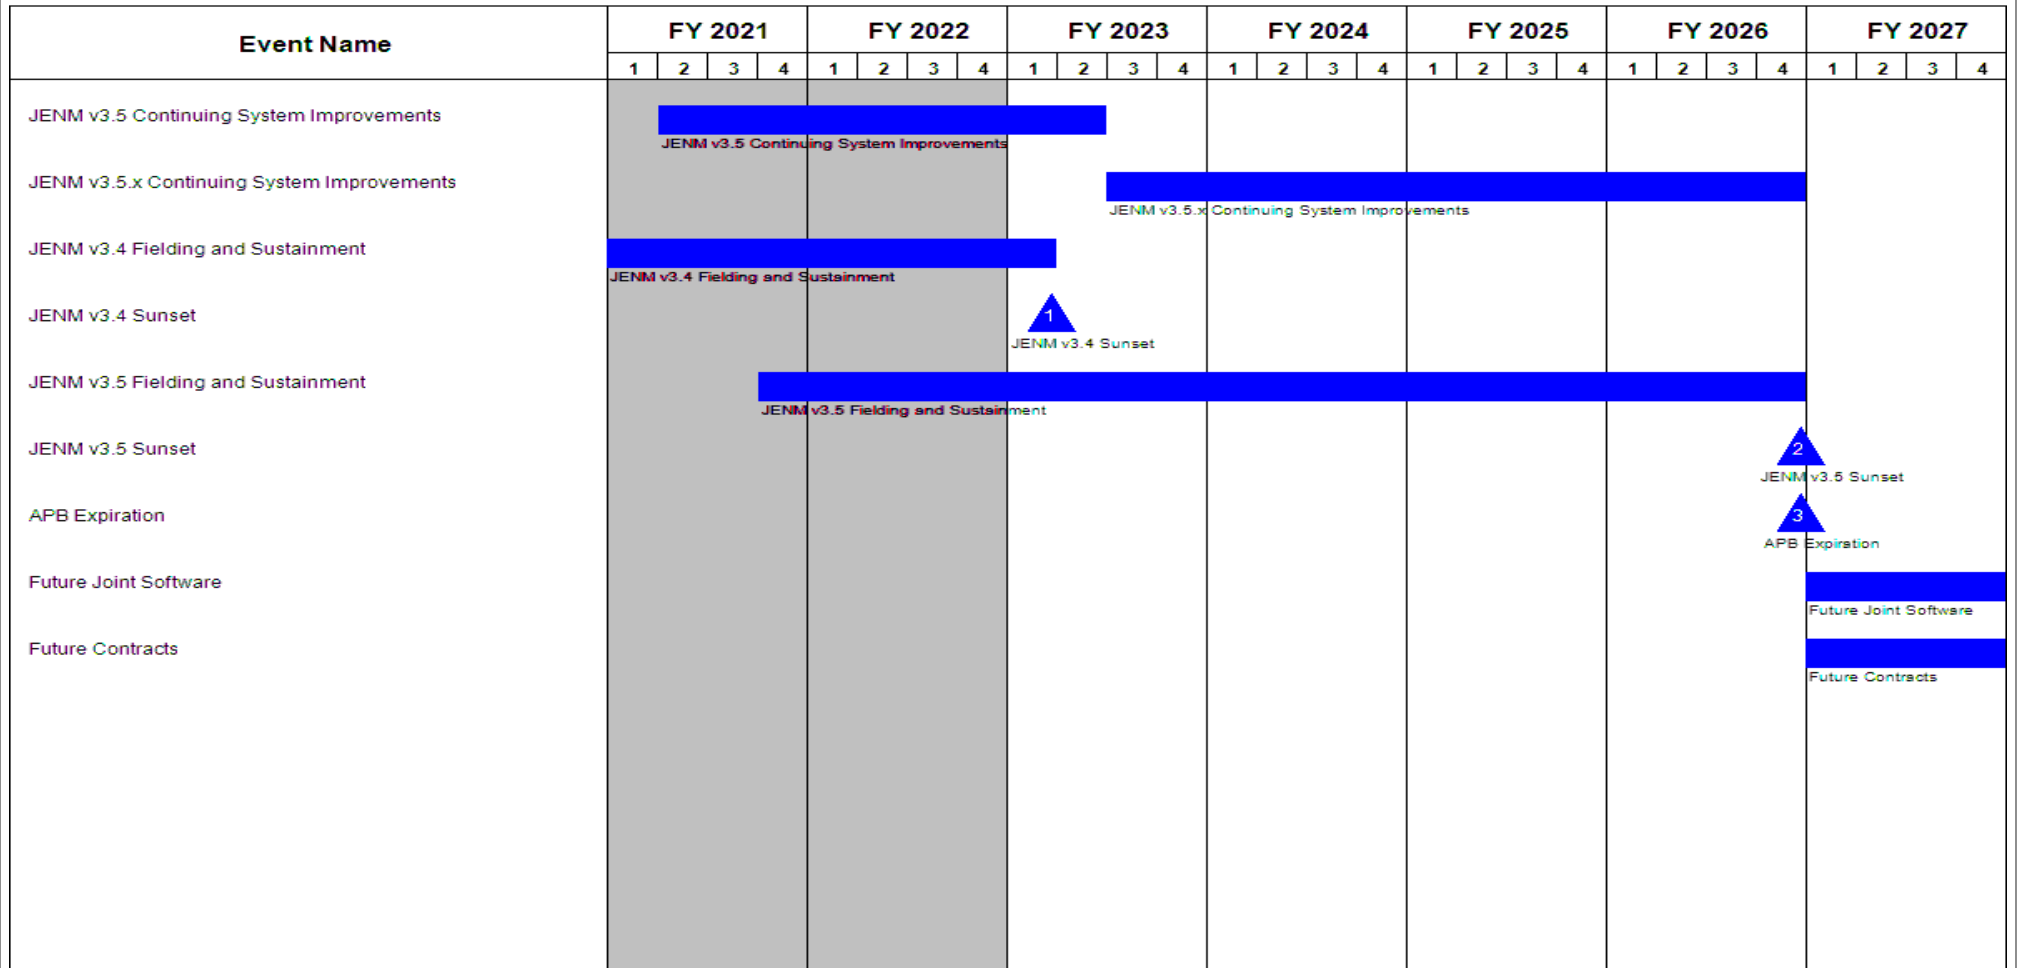 Event Name
FY 2021 FY 2022 FY 2023 FY 2024 FY 2025 FY 2026 FY 2027
1 2 3 4 1 2 3 4 1 2 3 4 1 2 3 4 1 2 3 4 1 2 3 4 1 2 3 4
JENM v3.5 Continuing System Improvements
JENM v3.5 Continuing System Improvements
JENM v3.5.x Continuing System Improvements
JENM v3.5.x Continuing System Improvements
JENM v3.4 Fielding and Sustainment
JENM v3.4 Fielding and Sustainment
JENM v3.4 Sunset
1
JENM v3.4 Sunset
JENM v3.5 Fielding and Sustainment
JENM v3.5 Fielding and Sustainment
JENM v3.5 Sunset
2
JENM v3.5 Sunset
APB Expiration
3
APB Expiration
Future Joint Software
Future Joint Software
Future Contracts
Future Contracts